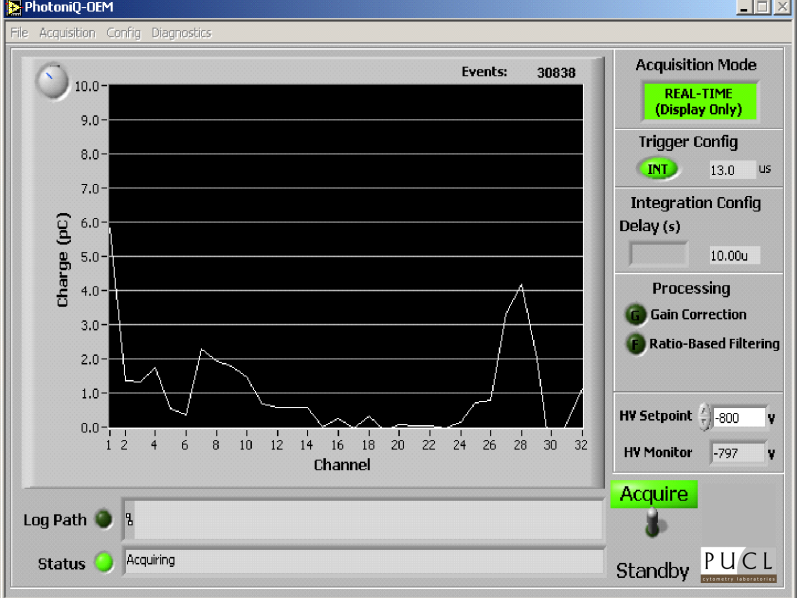 PhotoniQ-OEM
File Acquisition Config Diagnostics
Events: 30838
10.0
9.0
8.0
7.0
6.0
5.0
4.0
3.0
2.0
1.0
0.0
Charge (pC)
1 2 4 6 8 10 12 14 16 18 20 22 24 26 28 30 32
Channel
Log Path
%
Status
Acquiring
Acquisition Mode
REAL-TIME
(Display Only)
Trigger Config
INT 13.0 us
Integration Config
Delay (s)
10.00u
Processing
G Gain Correction
F Ratio-Based Filtering
HV Setpoint -800 V
HV Monitor -797 V
Acquire
Standby
PUCL
cytometry laboratories